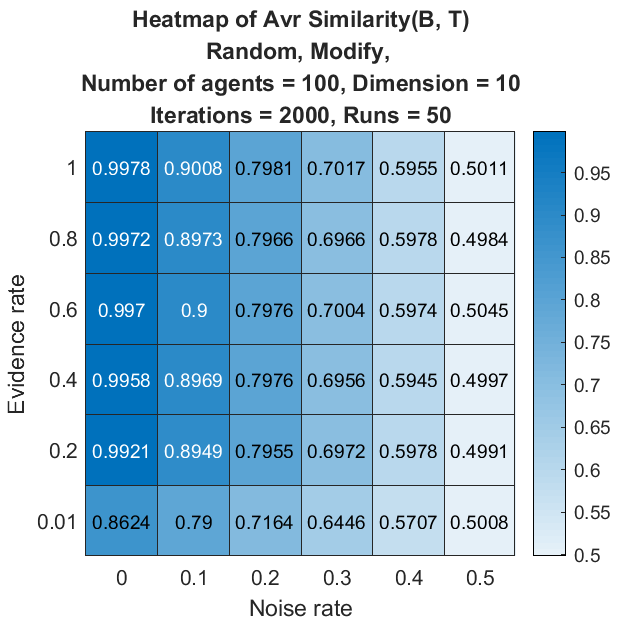 Heatmap of Avr Similarity(B, T)
Random, Modify,
Number of agents = 100, Dimension = 10
Iterations = 2000, Runs = 50
1 0.9978 0.9008 0.7981 0.7017 0.5955 0.5011
0.8 0.9972 0.8973 0.7966 0.6966 0.5978 0.4984
0.6 0.997 0.9 0.7976 0.7004 0.5974 0.5045
0.4 0.9958 0.8969 0.7976 0.6956 0.5945 0.4997
0.2 0.9921 0.8949 0.7955 0.6972 0.5978 0.4991
0.01 0.8624 0.79 0.7164 0.6446 0.5707 0.5008
0 0.1 0.2 0.3 0.4 0.5
Noise rate
Evidence rate
0.95
0.9
0.85
0.8
0.75
0.7
0.65
0.6
0.55
0.5